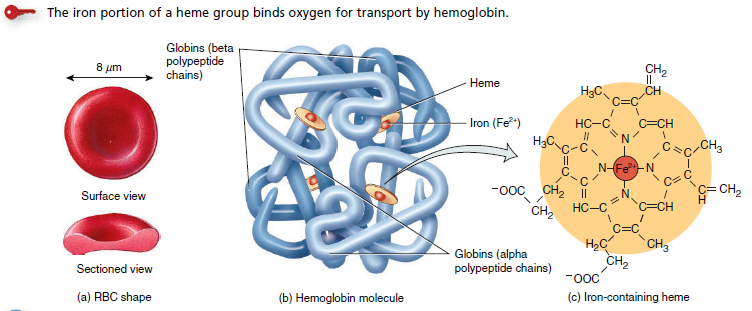 The iron portion of a heme group binds oxygen for transport by hemoglobin.
8 µm
Surface view
Sectioned view
(a) RBC shape
Globins (beta
polypeptide
chains)
Heme
Iron (Fe²⁺)
Globins (alpha
polypeptide chains)
(b) Hemoglobin molecule
CH₂
H₃C CH
C=C
HC–C C=CH
N
H₃C C C CH₃
C N–Fe²⁺–N C
⁻OOC CH₂ C C C=CH₂
N H
CH₂ HC–C C=CH
C=C
H₂C CH₃
CH₂
⁻OOC
(c) Iron-containing heme